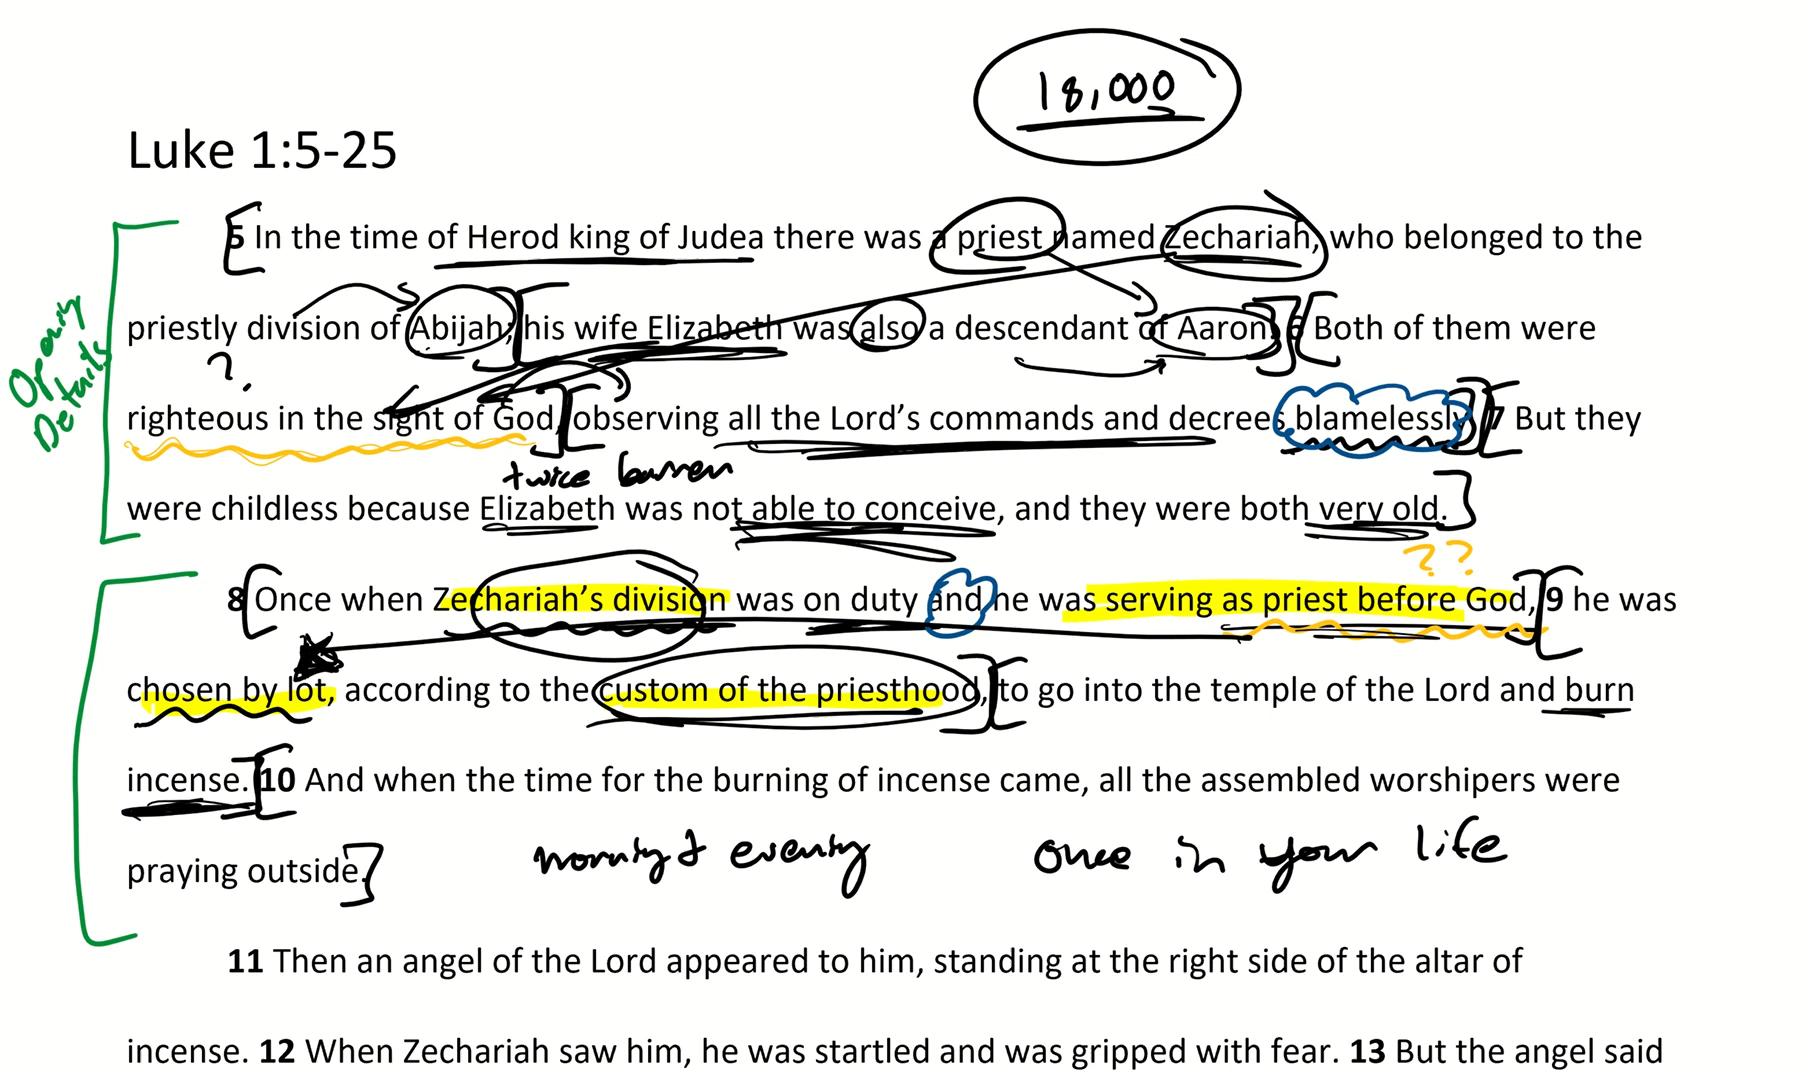 18,000
Luke 1:5-25
5 In the time of Herod king of Judea there was a priest named Zechariah, who belonged to the
priestly division of Abijah; his wife Elizabeth was also a descendant of Aaron. 6 Both of them were
?
Opening
Details
righteous in the sight of God, observing all the Lord’s commands and decrees blamelessly. 7 But they
twice barren
were childless because Elizabeth was not able to conceive, and they were both very old.
??
8 Once when Zechariah’s division was on duty and he was serving as priest before God, 9 he was
chosen by lot, according to the custom of the priesthood, to go into the temple of the Lord and burn
incense. 10 And when the time for the burning of incense came, all the assembled worshipers were
praying outside.
morning & evening once in your life
11 Then an angel of the Lord appeared to him, standing at the right side of the altar of
incense. 12 When Zechariah saw him, he was startled and was gripped with fear. 13 But the angel said